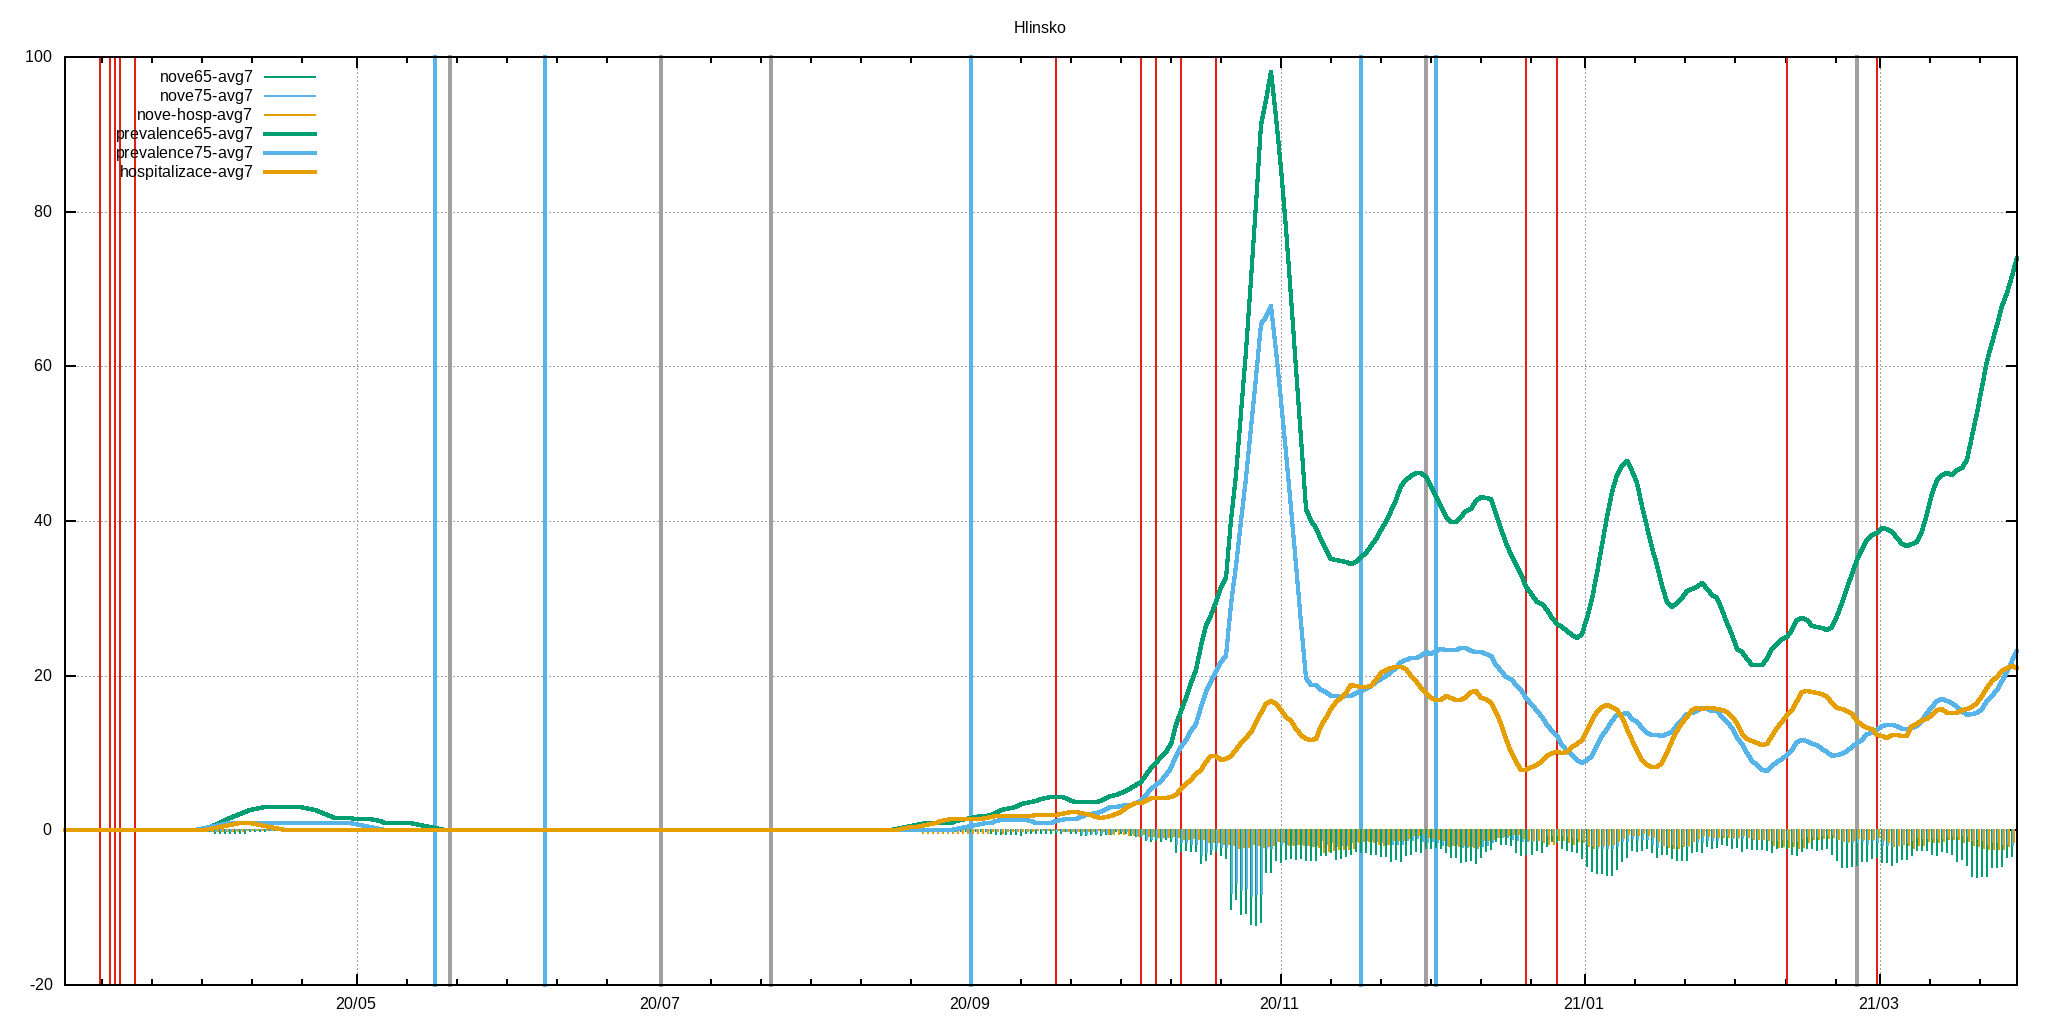 Hlinsko
100
80
60
40
20
0
-20
nove65-avg7
nove75-avg7
nove-hosp-avg7
prevalence65-avg7
prevalence75-avg7
hospitalizace-avg7
20/05
20/07
20/09
20/11
21/01
21/03